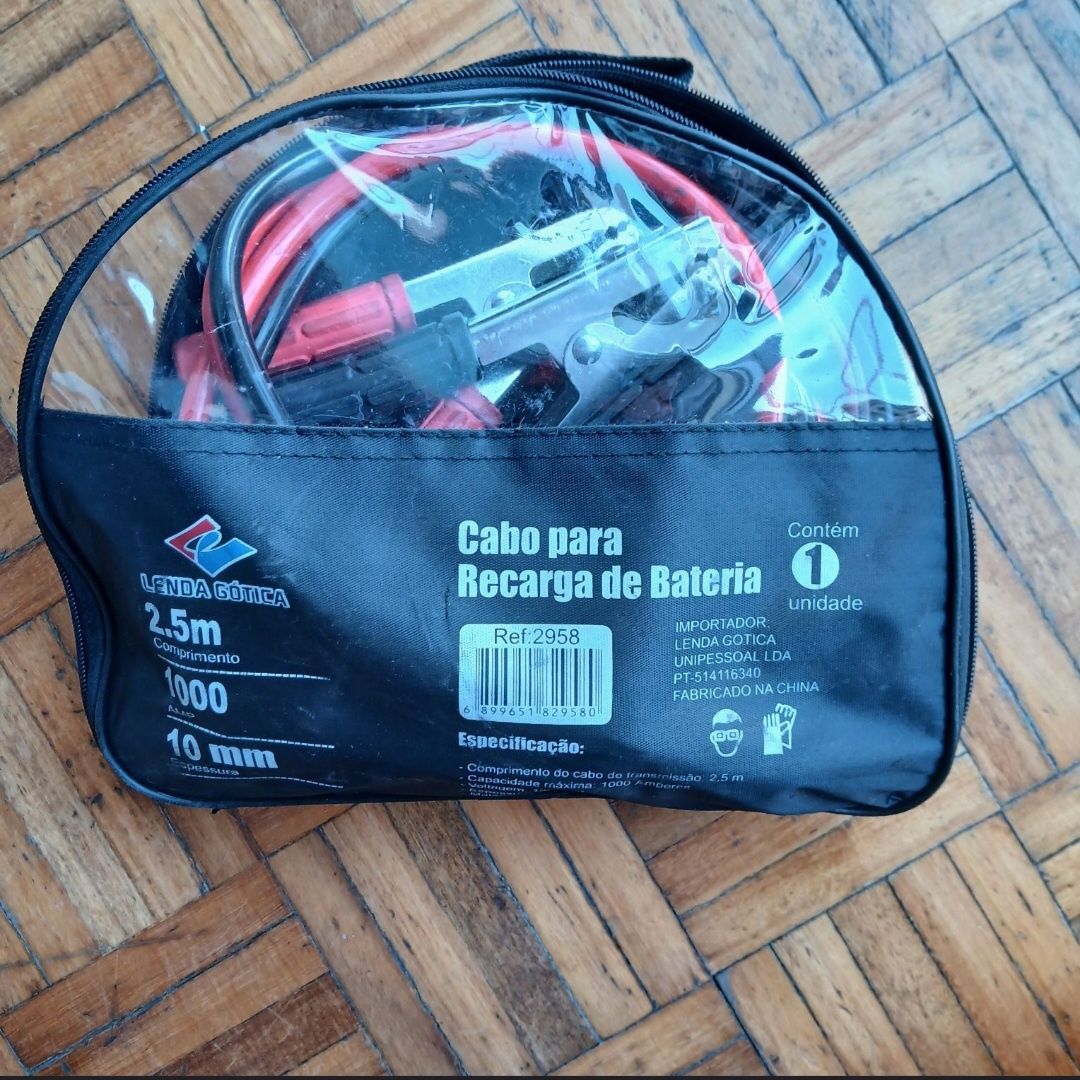 LENDA GÓTICA
2.5m
Comprimento
1000
AMP
10 mm
Espessura
Cabo para
Recarga de Bateria
Contém
1
unidade
Ref:2958
6 899651 829580
IMPORTADOR:
LENDA GOTICA
UNIPESSOAL LDA
PT-514116340
FABRICADO NA CHINA
Especificação:
- Comprimento do cabo de transmissão: 2,5 m
- Capacidade máxima: 1000 Amperes
- Voltagem